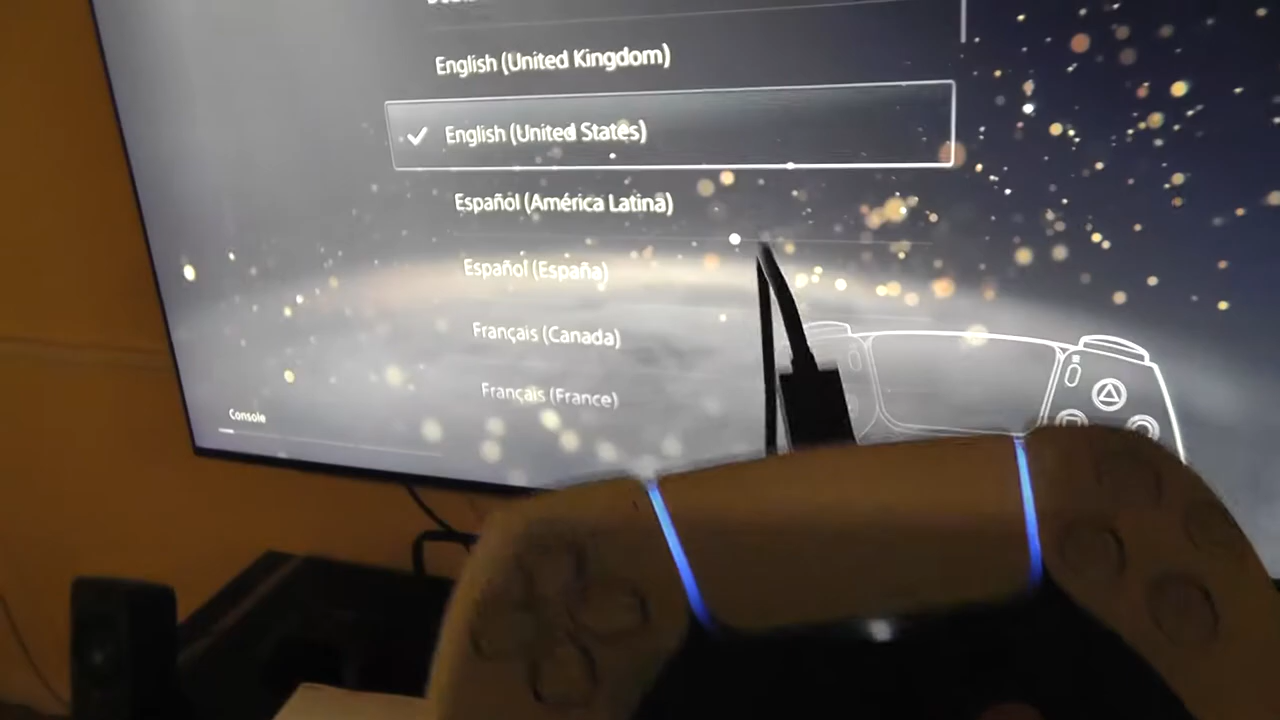 English (United Kingdom)
English (United States)
Español (América Latina)
Español (España)
Français (Canada)
Français (France)
Console